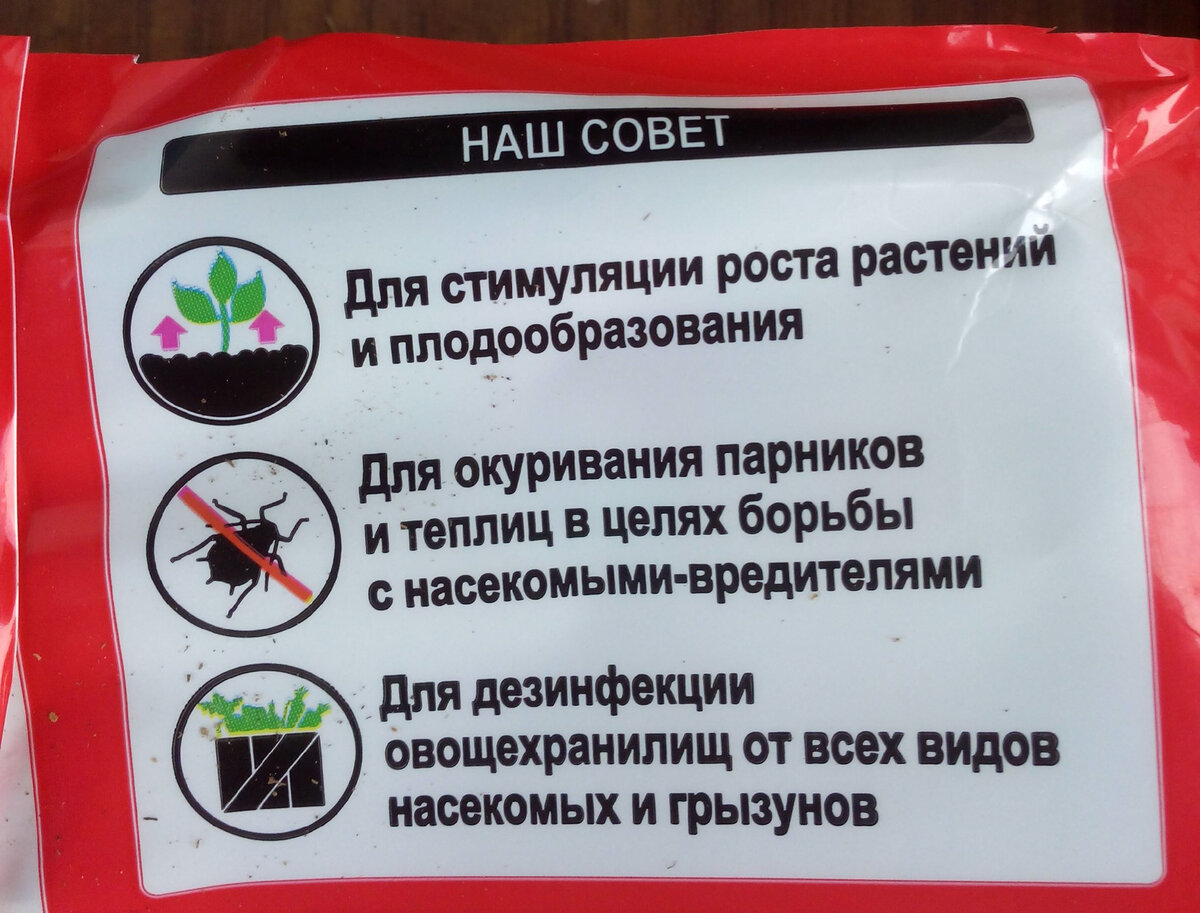 НАШ СОВЕТ
Для стимуляции роста растений
и плодообразования
Для окуривания парников
и теплиц в целях борьбы
с насекомыми-вредителями
Для дезинфекции
овощехранилищ от всех видов
насекомых и грызунов